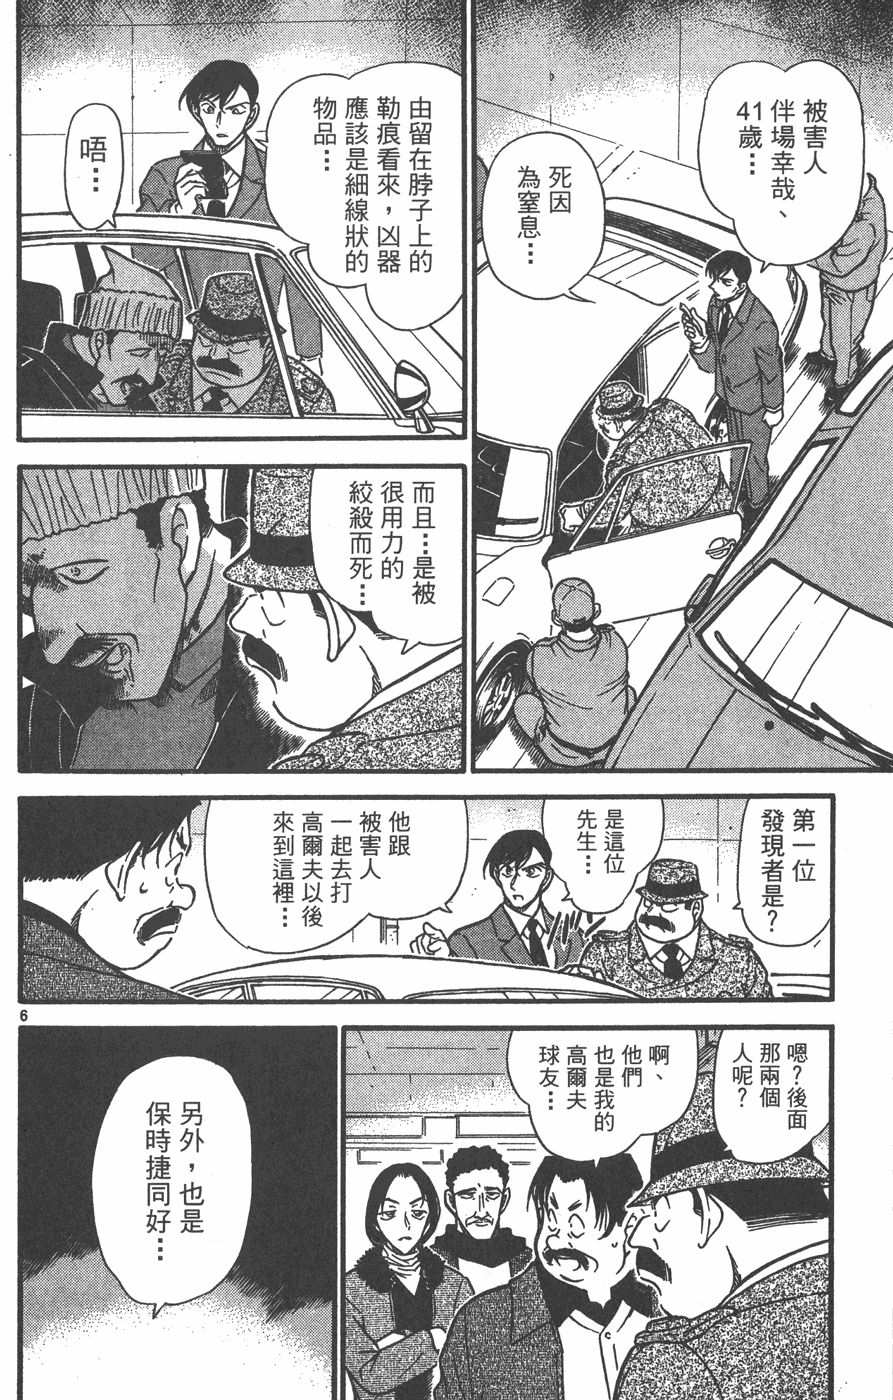 被害人
伴場幸哉、
41歲…
死因
為窒息…
由留在脖子上的
勒痕看來，凶器
應該是細線狀的
物品…
唔…
而且…是被
很用力的
絞殺而死…
第一位
發現者是？
是這位
先生…
他跟
被害人
一起去打
高爾夫以後
來到這裡…
6
嗯？後面
那兩個
人呢？
啊、
他們
也是我的
高爾夫
球友…
另外，也是
保時捷同好…